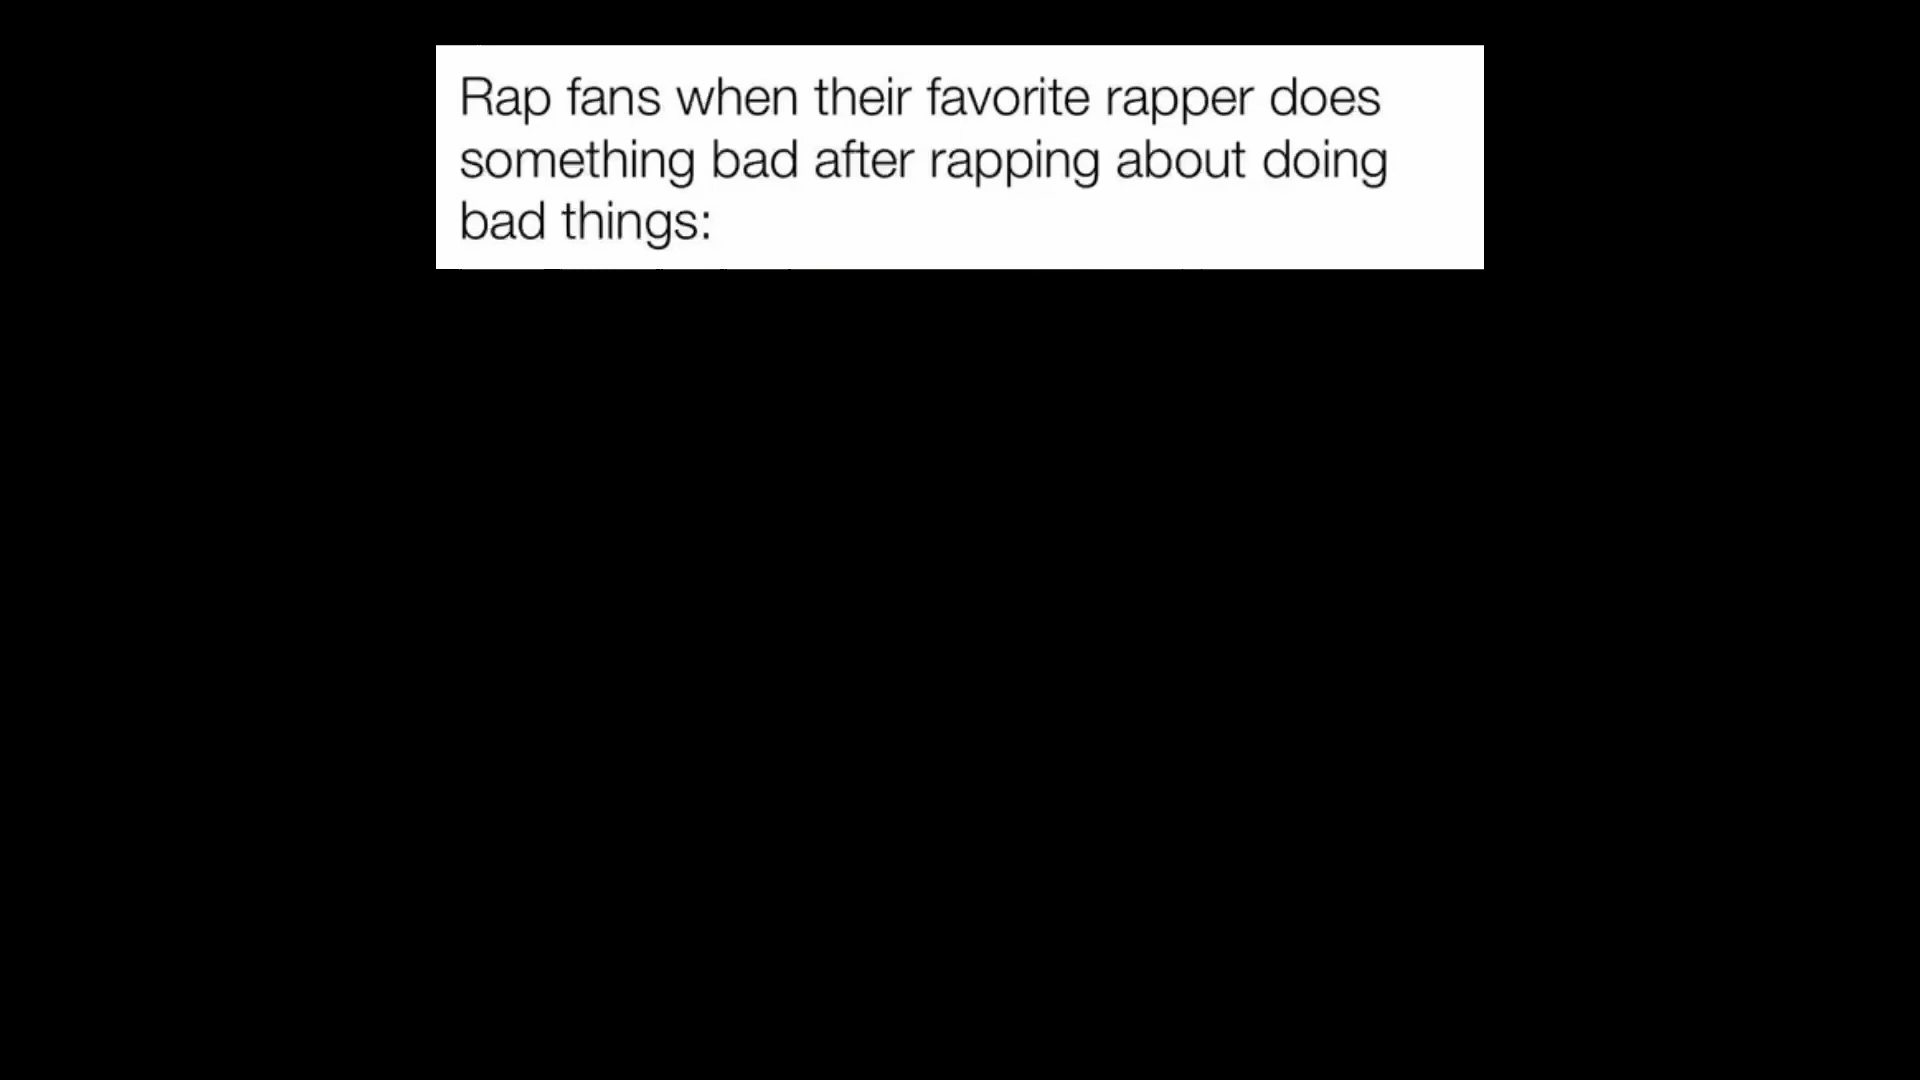 Rap fans when their favorite rapper does
something bad after rapping about doing
bad things: